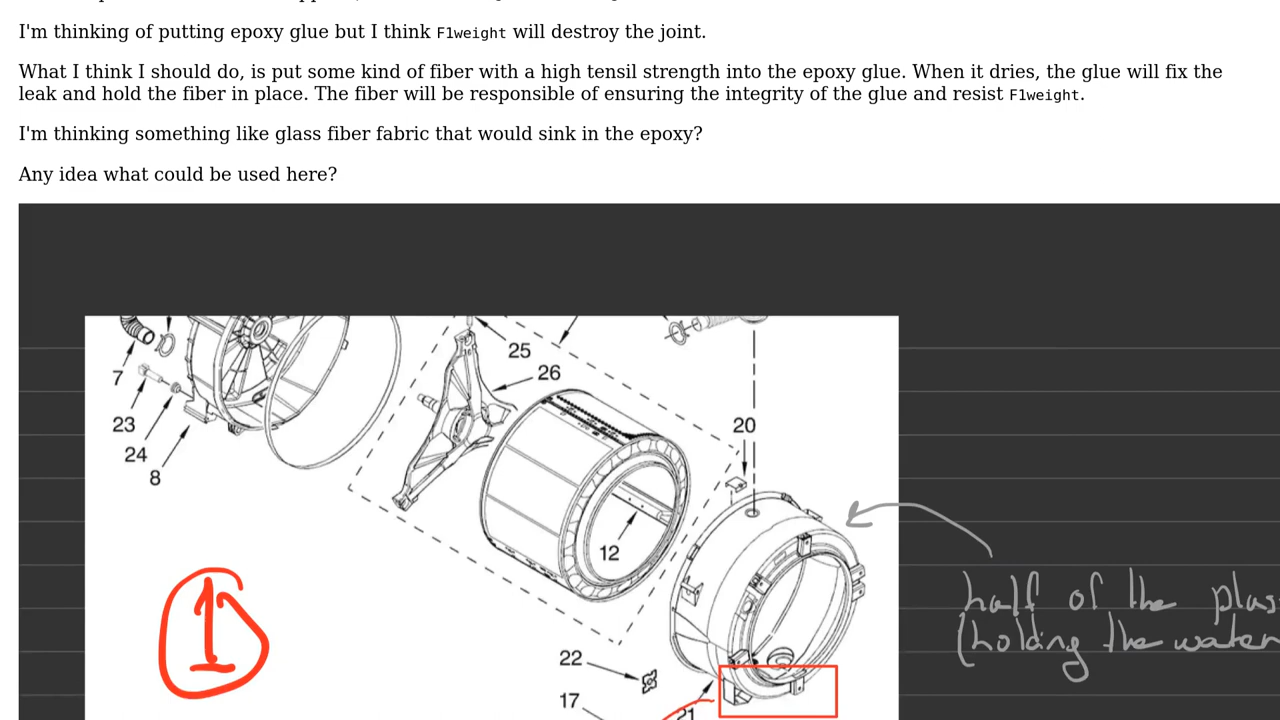 I'm thinking of putting epoxy glue but I think F1weight will destroy the joint.
What I think I should do, is put some kind of fiber with a high tensil strength into the epoxy glue. When it dries, the glue will fix the
leak and hold the fiber in place. The fiber will be responsible of ensuring the integrity of the glue and resist F1weight.
I'm thinking something like glass fiber fabric that would sink in the epoxy?
Any idea what could be used here?
25
26
7
23
24
8
20
12
1
half of the plas
(holding the water
22
17
21